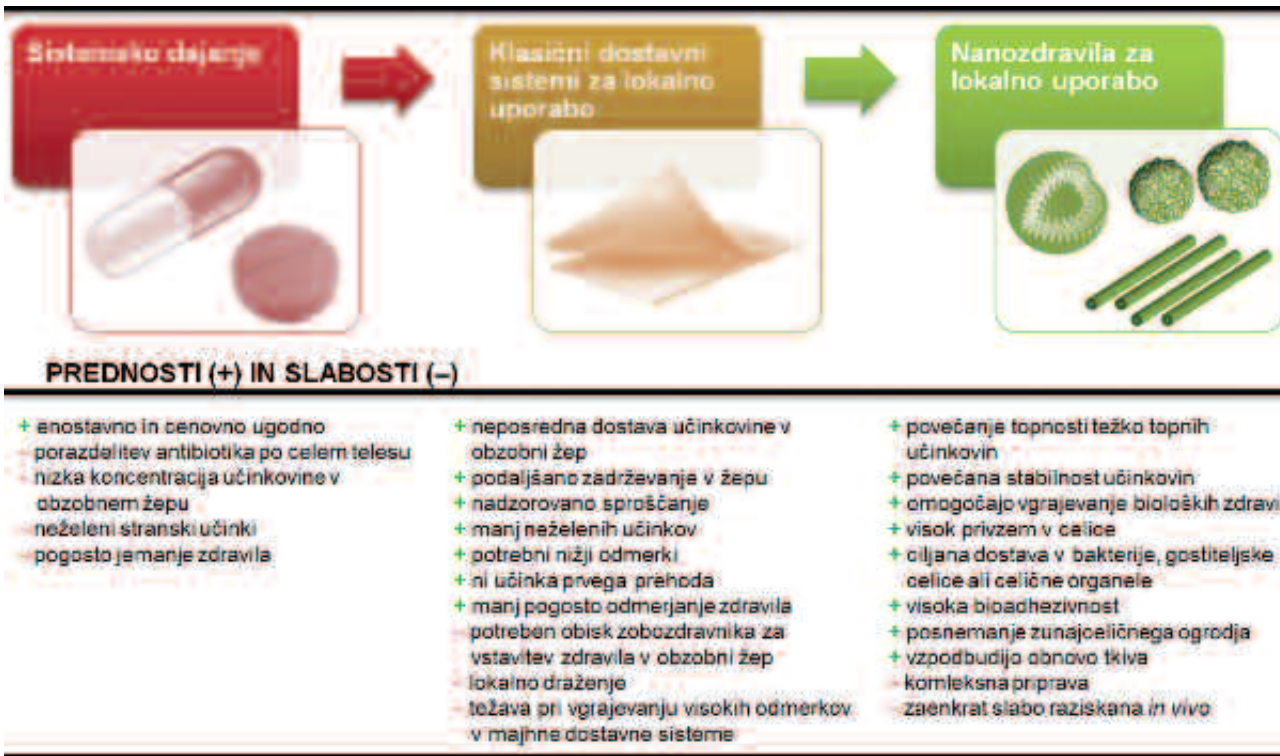 Sistemsko dajanje
Klasični dostavni
sistemi za lokalno
uporabo
Nanozdravila za
lokalno uporabo
PREDNOSTI (+) IN SLABOSTI (–)
+ enostavno in cenovno ugodno
– porazdelitev antibiotika po celem telesu
– nizka koncentracija učinkovine v
obzobnem žepu
– neželeni stranski učinki
– pogosto jemanje zdravila
+ neposredna dostava učinkovine v
obzobni žep
+ podaljšano zadrževanje v žepu
+ nadzorovano sproščanje
+ manj neželenih učinkov
+ potrebni nižji odmerki
+ ni učinka prvega prehoda
+ manj pogosto odmerjanje zdravila
– potreben obisk zobozdravnika za
vstavitev zdravila v obzobni žep
– lokalno draženje
– težava pri vgrajevanju visokih odmerkov
v majhne dostavne sisteme
+ povečanje topnosti težko topnih
učinkovin
+ povečana stabilnost učinkovin
+ omogočajo vgrajevanje bioloških zdravi
+ visok privzem v celice
+ ciljana dostava v bakterije, gostiteljske
celice ali celične organele
+ visoka bioadhezivnost
+ posnemanje zunajceličnega ogrodja
+ vzpodbudijo obnovo tkiva
– komleksna priprava
– zaenkrat slabo raziskana in vivo